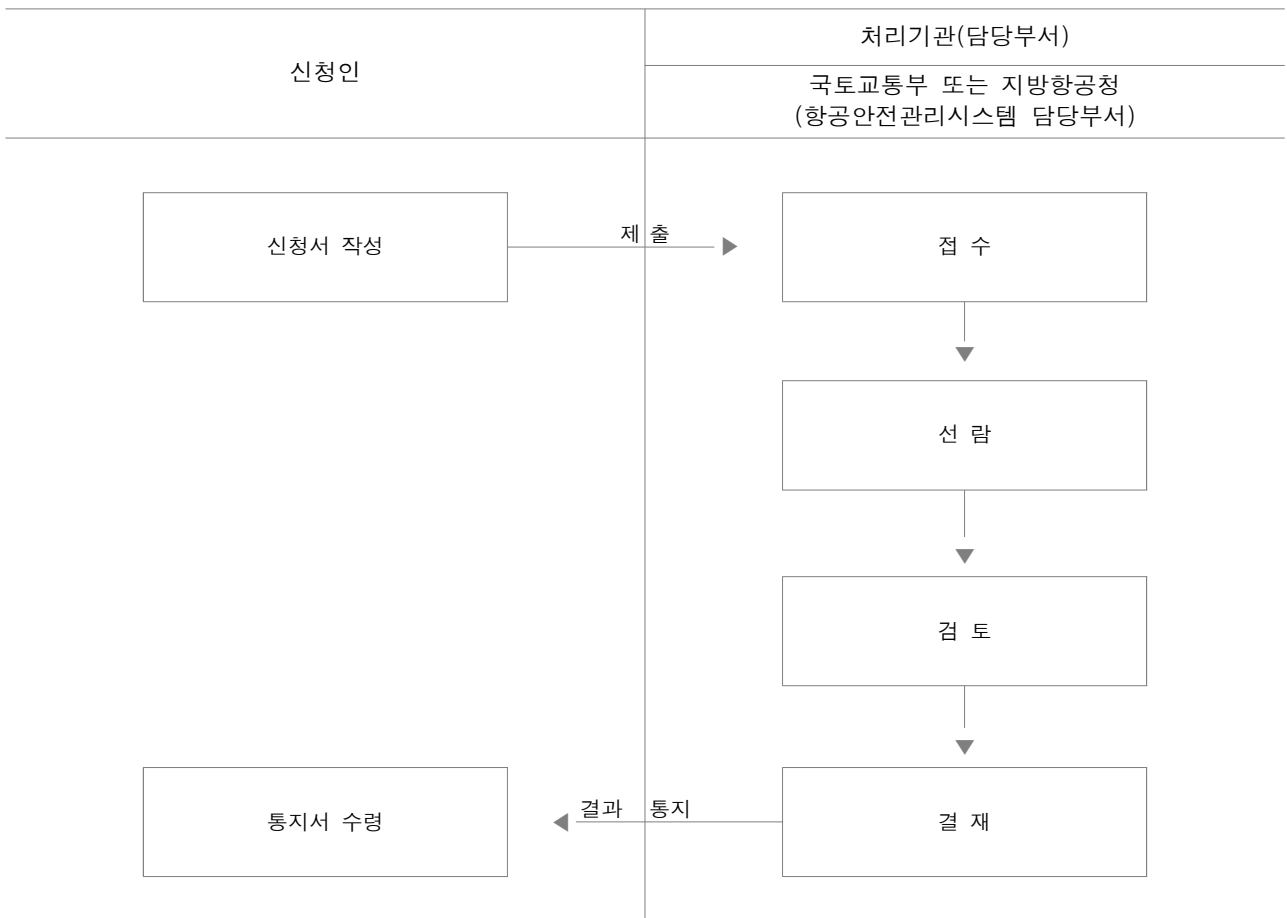 신청인
처리기관(담당부서)
국토교통부 또는 지방항공청
(항공안전관리시스템 담당부서)
신청서 작성
제 출
접 수
선 람
검 토
통지서 수령
결과 통지
결 재